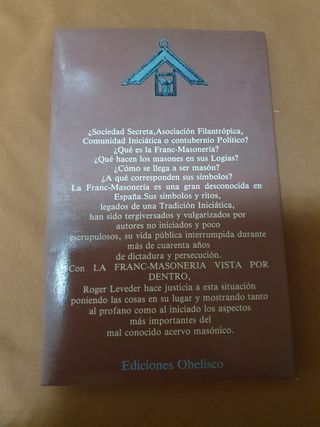 ¿Sociedad Secreta,Asociación Filantrópica,
Comunidad Iniciática o contubernio Político?
¿Qué es la Franc-Masonería?
¿Qué hacen los masones en sus Logias?
¿Cómo se llega a ser masón?
¿A qué corresponden sus símbolos?
La Franc-Masonería es una gran desconocida en
España.Sus símbolos y ritos,
legados de una Tradición Iniciática,
han sido tergiversados y vulgarizados por
autores no iniciados y poco
escrupulosos, su vida pública interrumpida durante
más de cuarenta años
de dictadura y persecución.
Con LA FRANC-MASONERIA VISTA POR
DENTRO,
Roger Leveder hace justicia a esta situación
poniendo las cosas en su lugar y mostrando tanto
al profano como al iniciado los aspectos
más importantes del
mal conocido acervo masónico.
Ediciones Obelisco